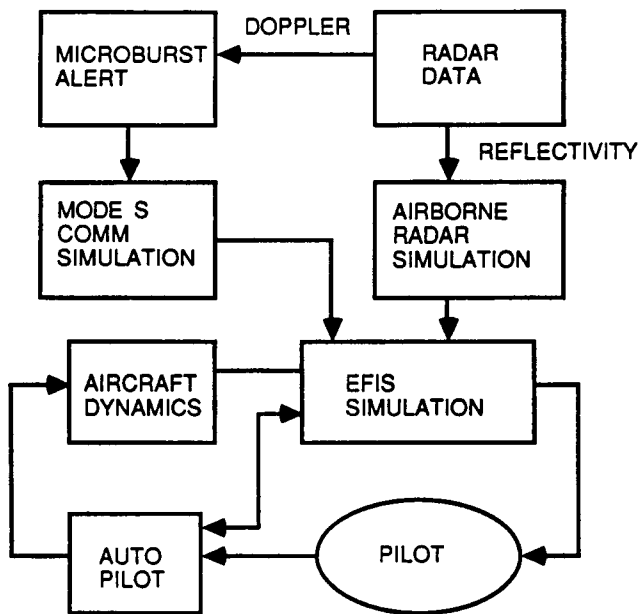 DOPPLER
MICROBURST
ALERT
RADAR
DATA
REFLECTIVITY
MODE S
COMM
SIMULATION
AIRBORNE
RADAR
SIMULATION
AIRCRAFT
DYNAMICS
EFIS
SIMULATION
AUTO
PILOT
PILOT